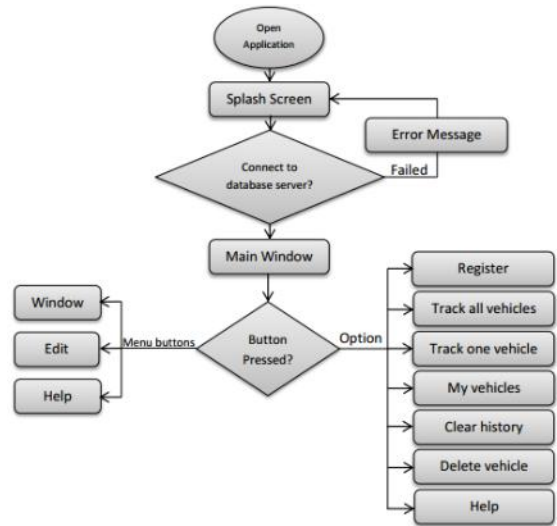 Open
Application
Splash Screen
Error Message
Connect to
database server?
Failed
Main Window
Register
Window
Track all vehicles
Menu buttons
Button
Pressed?
Option
Edit
Track one vehicle
My vehicles
Help
Clear history
Delete vehicle
Help